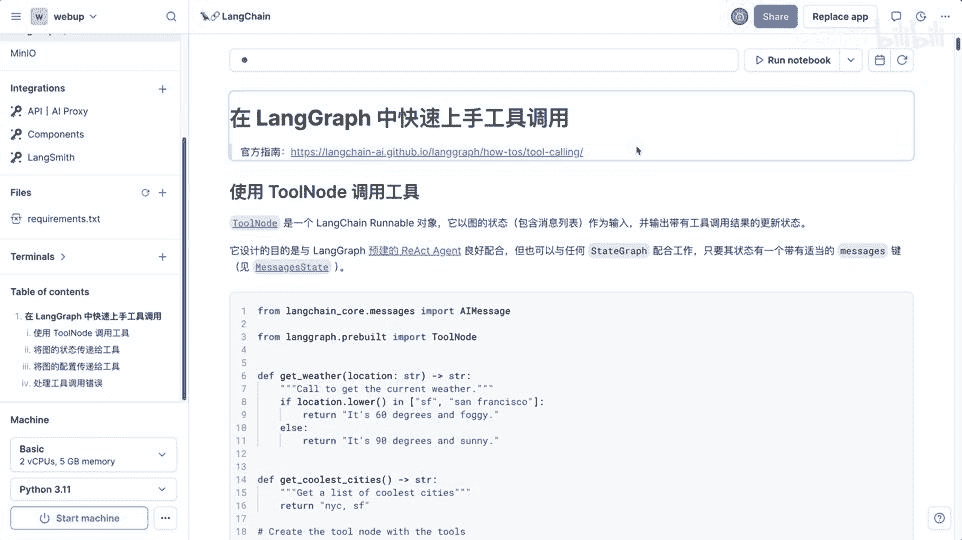 webup
LangChain
Share
Replace app
bilibili
MinIO
Run notebook
Integrations
API | AI Proxy
Components
LangSmith
Files
requirements.txt
Terminals
Table of contents
1. 在 LangGraph 中快速上手工具调用
i. 使用 ToolNode 调用工具
ii. 将图的状态传递给工具
iii. 将图的配置传递给工具
iv. 处理工具调用错误
Machine
Basic
2 vCPUs, 5 GB memory
Python 3.11
Start machine
在 LangGraph 中快速上手工具调用
官方指南：https://langchain-ai.github.io/langgraph/how-tos/tool-calling/
使用 ToolNode 调用工具
ToolNode 是一个 LangChain Runnable 对象，它以图的状态（包含消息列表）作为输入，并输出带有工具调用结果的更新状态。
它设计的目的是与 LangGraph 预建的 ReAct Agent 良好配合，但也可以与任何 StateGraph 配合工作，只要其状态有一个带有适当的 messages 键
（见 MessagesState ）。
1 from langchain_core.messages import AIMessage
2
3 from langgraph.prebuilt import ToolNode
4
5
6 def get_weather(location: str) -> str:
7 """Call to get the current weather."""
8 if location.lower() in ["sf", "san francisco"]:
9 return "It's 60 degrees and foggy."
10 else:
11 return "It's 90 degrees and sunny."
12
13
14 def get_coolest_cities() -> str:
15 """Get a list of coolest cities"""
16 return "nyc, sf"
17
18 # Create the tool node with the tools